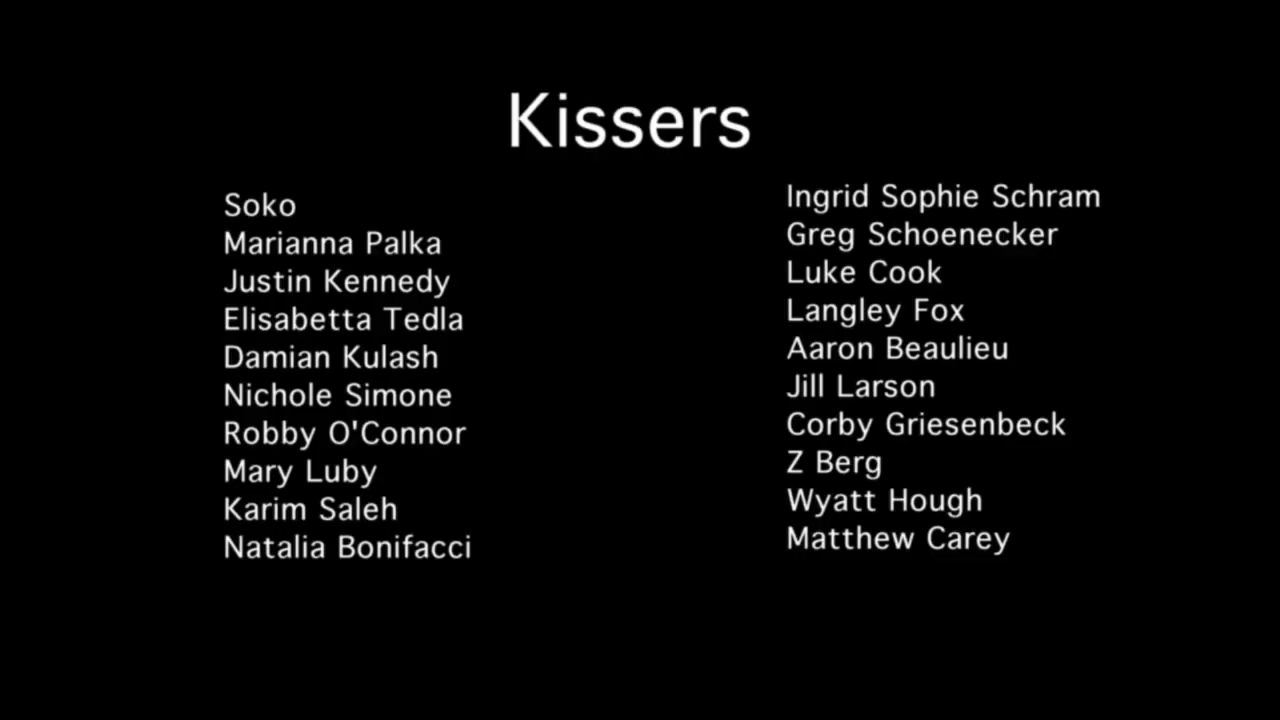 Kissers
Soko
Marianna Palka
Justin Kennedy
Elisabetta Tedla
Damian Kulash
Nichole Simone
Robby O'Connor
Mary Luby
Karim Saleh
Natalia Bonifacci
Ingrid Sophie Schram
Greg Schoenecker
Luke Cook
Langley Fox
Aaron Beaulieu
Jill Larson
Corby Griesenbeck
Z Berg
Wyatt Hough
Matthew Carey